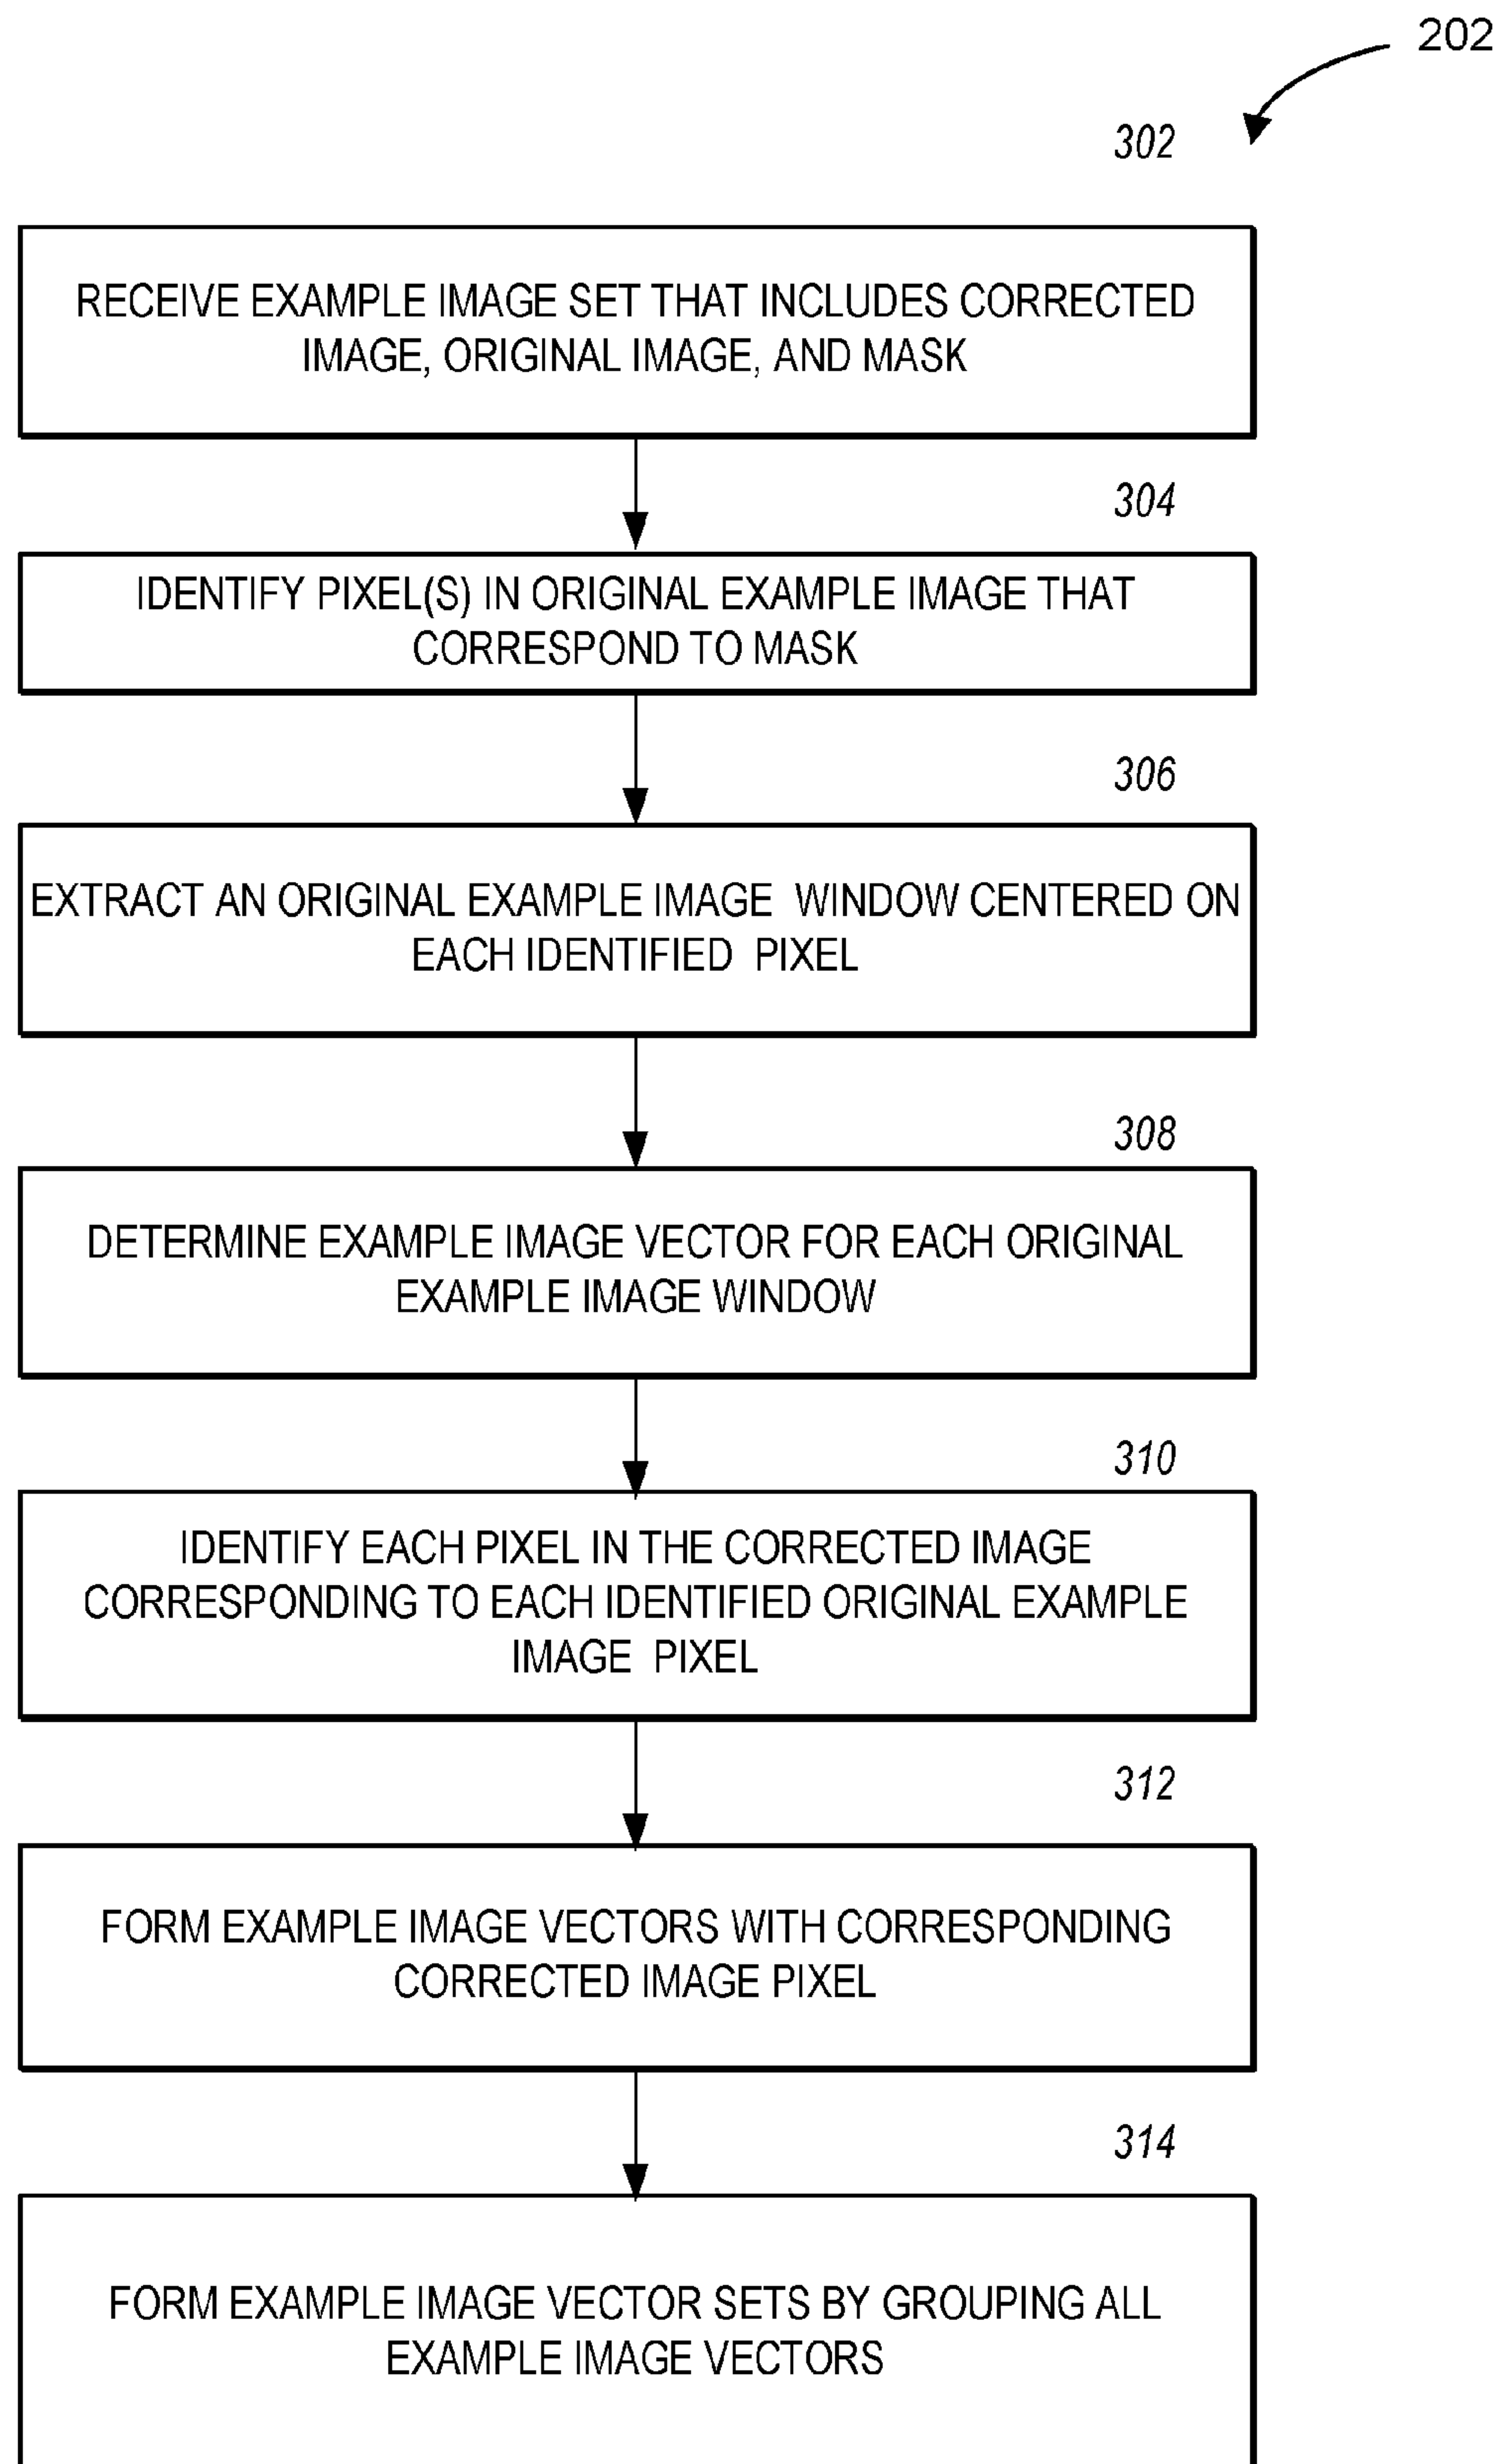 202
302
RECEIVE EXAMPLE IMAGE SET THAT INCLUDES CORRECTED
IMAGE, ORIGINAL IMAGE, AND MASK
304
IDENTIFY PIXEL(S) IN ORIGINAL EXAMPLE IMAGE THAT
CORRESPOND TO MASK
306
EXTRACT AN ORIGINAL EXAMPLE IMAGE WINDOW CENTERED ON
EACH IDENTIFIED PIXEL
308
DETERMINE EXAMPLE IMAGE VECTOR FOR EACH ORIGINAL
EXAMPLE IMAGE WINDOW
310
IDENTIFY EACH PIXEL IN THE CORRECTED IMAGE
CORRESPONDING TO EACH IDENTIFIED ORIGINAL EXAMPLE
IMAGE PIXEL
312
FORM EXAMPLE IMAGE VECTORS WITH CORRESPONDING
CORRECTED IMAGE PIXEL
314
FORM EXAMPLE IMAGE VECTOR SETS BY GROUPING ALL
EXAMPLE IMAGE VECTORS